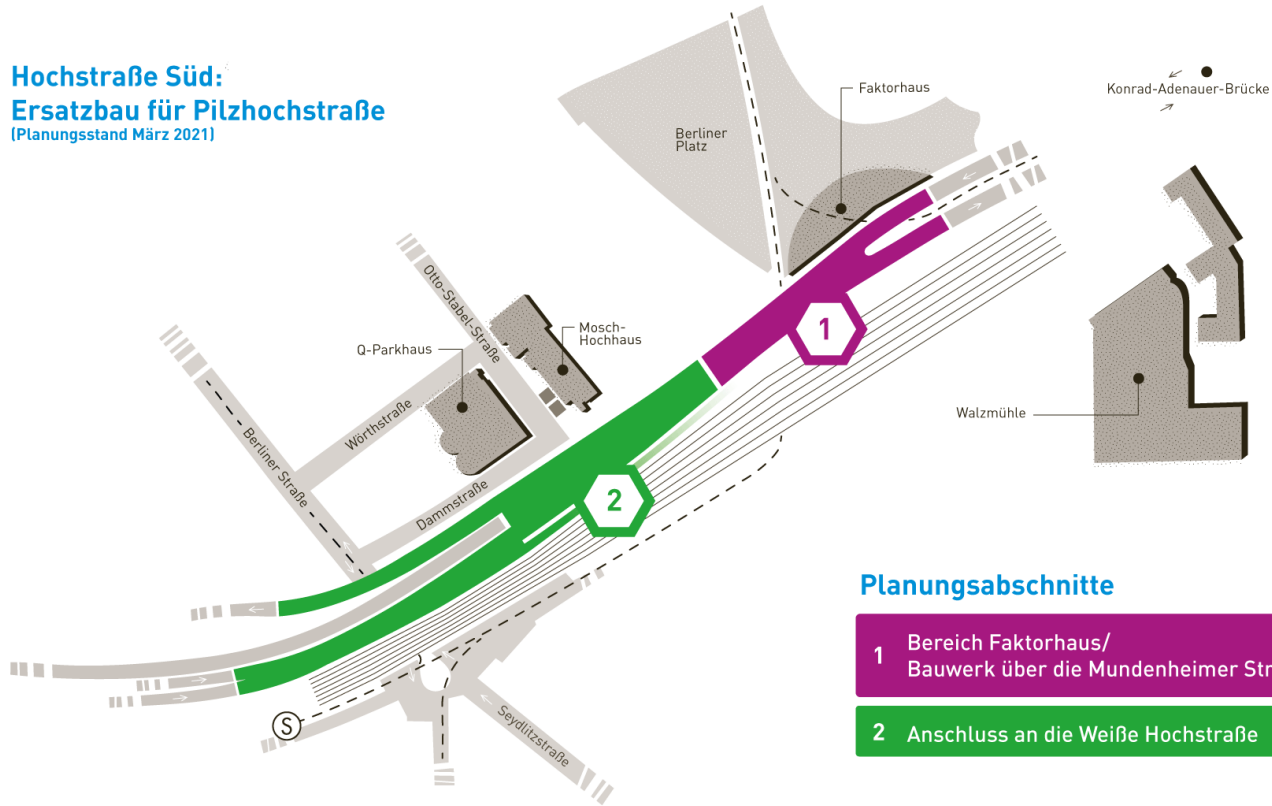 Hochstraße Süd:
Ersatzbau für Pilzhochstraße
(Planungsstand März 2021)
Faktorhaus
Konrad-Adenauer-Brücke
Berliner
Platz
Otto-Stabel-Straße
Mosch-
Hochhaus
Q-Parkhaus
1
Wörthstraße
Walzmühle
Berliner Straße
Dammstraße
2
S
Seydlitzstraße
Planungsabschnitte
1 Bereich Faktorhaus/
Bauwerk über die Mundenheimer Str
2 Anschluss an die Weiße Hochstraße